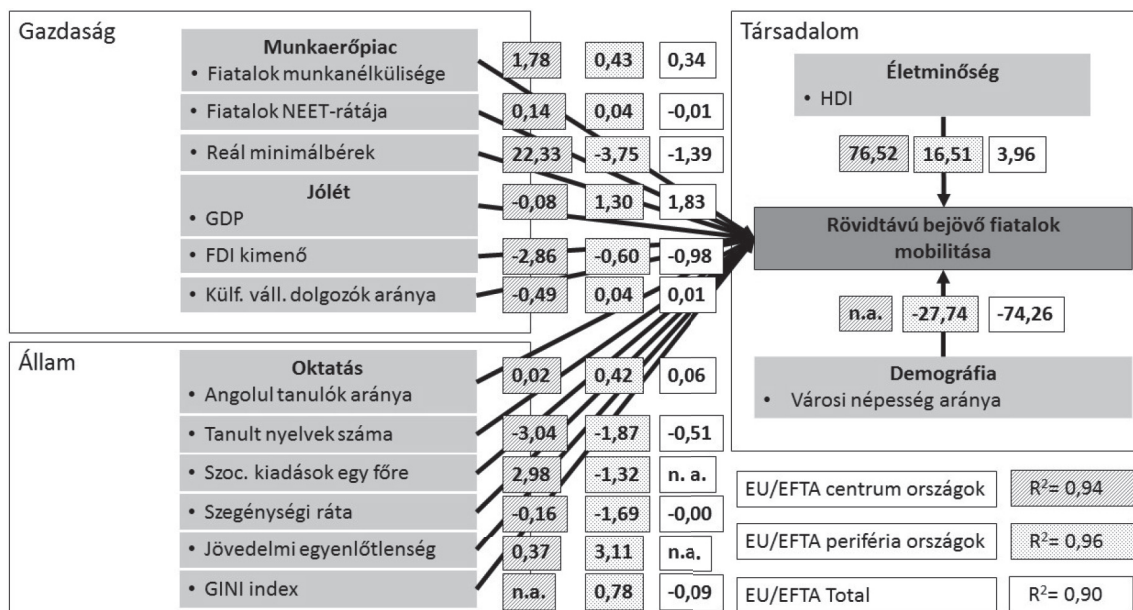 Gazdaság
Munkaerőpiac
• Fiatalok munkanélkülisége
1,78 0,43 0,34
• Fiatalok NEET-rátája
0,14 0,04 -0,01
• Reál minimálbérek
22,33 -3,75 -1,39
Jólét
• GDP
-0,08 1,30 1,83
• FDI kimenő
-2,86 -0,60 -0,98
• Külf. váll. dolgozók aránya
-0,49 0,04 0,01
Állam
Oktatás
• Angolul tanulók aránya
0,02 0,42 0,06
• Tanult nyelvek száma
-3,04 -1,87 -0,51
• Szoc. kiadások egy főre
2,98 -1,32 n. a.
• Szegénységi ráta
-0,16 -1,69 -0,00
• Jövedelmi egyenlőtlenség
0,37 3,11 n.a.
• GINI index
n.a. 0,78 -0,09
Társadalom
Életminőség
• HDI
76,52 16,51 3,96
Rövidtávú bejövő fiatalok
mobilitása
n.a. -27,74 -74,26
Demográfia
• Városi népesség aránya
EU/EFTA centrum országok R²= 0,94
EU/EFTA periféria országok R²= 0,96
EU/EFTA Total R²= 0,90